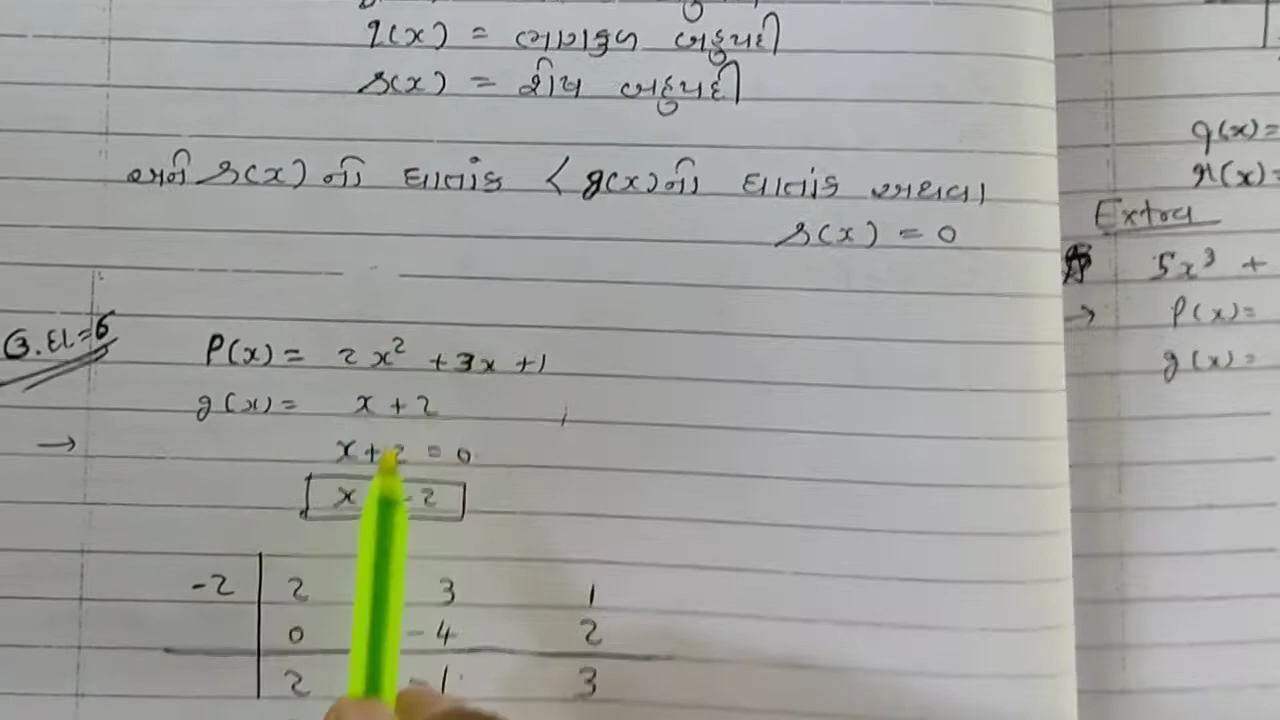 q(x) = ભાગફળ બહુપદી
s(x) = શેષ બહુપદી
અને s(x) ની ઘાતાંક < g(x)ની ઘાતાંક અથવા
s(x) = 0
q(x)=
r(x)=
Extra
5x³ +
→ P(x)=
g(x)=
ઉ.દા=6
P(x) = 2x² + 3x + 1
g(x) = x + 2
→ x + 2 = 0
x - 2
-2 | 2 3 1
0 -4 2
2 -1 3